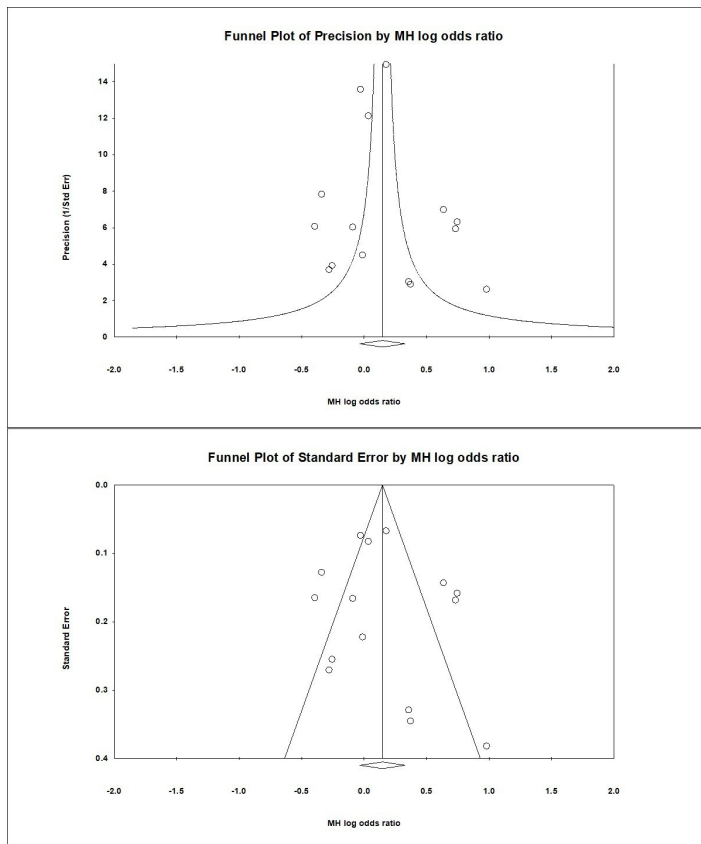 Funnel Plot of Precision by MH log odds ratio
14
12
10
8
6
4
2
0
Precision (1/Std Err)
-2.0 -1.5 -1.0 -0.5 0.0 0.5 1.0 1.5 2.0
MH log odds ratio
Funnel Plot of Standard Error by MH log odds ratio
0.0
0.1
0.2
0.3
0.4
Standard Error
-2.0 -1.5 -1.0 -0.5 0.0 0.5 1.0 1.5 2.0
MH log odds ratio